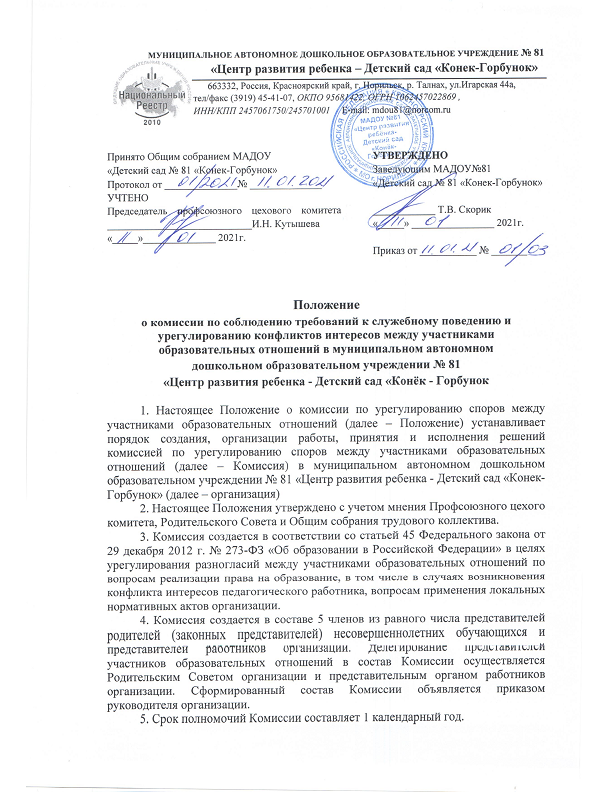 МУНИЦИПАЛЬНОЕ АВТОНОМНОЕ ДОШКОЛЬНОЕ ОБРАЗОВАТЕЛЬНОЕ УЧРЕЖДЕНИЕ № 81
«Центр развития ребенка – Детский сад «Конек-Горбунок»
663332, Россия, Красноярский край, г. Норильск, р. Талнах, ул.Игарская 44а,
тел/факс (3919) 45-41-07, ОКПО 95681422, ОГРН 1062457022869 ,
ИНН/КПП 2457061750/245701001 E-mail: mdou81@norcom.ru
Национальный
Реестр
2010
МАДОУ №81
«Центр развития
ребенка-
Детский сад
«Конек-
Принято Общим собранием МАДОУ
«Детский сад № 81 «Конек-Горбунок»
Протокол от 01/2021 № 11.01.2021
УЧТЕНО
Председатель профсоюзного цехового комитета
И.Н. Кутышева
« 11 » 01 2021г.
УТВЕРЖДЕНО
Заведующим МАДОУ№81
«Детский сад № 81 «Конек-Горбунок»
Т.В. Скорик
« 11 » 01 2021г.
Приказ от 11.01.21 № 01/03
Положение
о комиссии по соблюдению требований к служебному поведению и
урегулированию конфликтов интересов между участниками
образовательных отношений в муниципальном автономном
дошкольном образовательном учреждении № 81
«Центр развития ребенка - Детский сад «Конёк - Горбунок
1. Настоящее Положение о комиссии по урегулированию споров между
участниками образовательных отношений (далее – Положение) устанавливает
порядок создания, организации работы, принятия и исполнения решений
комиссией по урегулированию споров между участниками образовательных
отношений (далее – Комиссия) в муниципальном автономном дошкольном
образовательном учреждении № 81 «Центр развития ребенка - Детский сад «Конек-
Горбунок» (далее – организация)
2. Настоящее Положения утверждено с учетом мнения Профсоюзного цехого
комитета, Родительского Совета и Общим собрания трудового коллектива.
3. Комиссия создается в соответствии со статьей 45 Федерального закона от
29 декабря 2012 г. № 273-ФЗ «Об образовании в Российской Федерации» в целях
урегулирования разногласий между участниками образовательных отношений по
вопросам реализации права на образование, в том числе в случаях возникновения
конфликта интересов педагогического работника, вопросам применения локальных
нормативных актов организации.
4. Комиссия создается в составе 5 членов из равного числа представителей
родителей (законных представителей) несовершеннолетних обучающихся и
представителей работников организации. Делегирование представителей
участников образовательных отношений в состав Комиссии осуществляется
Родительским Советом организации и представительным органом работников
организации. Сформированный состав Комиссии объявляется приказом
руководителя организации.
5. Срок полномочий Комиссии составляет 1 календарный год.